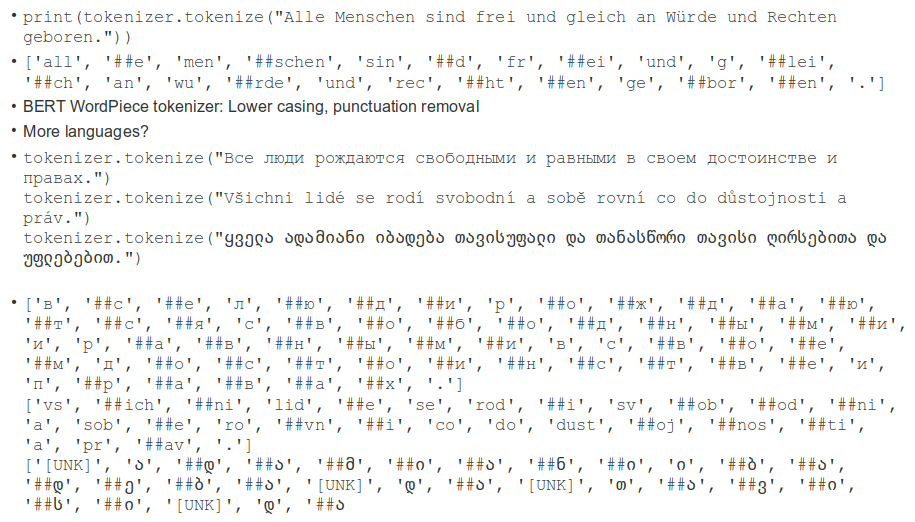 • print(tokenizer.tokenize("Alle Menschen sind frei und gleich an Würde und Rechten
geboren."))
• ['all', '##e', 'men', '##schen', 'sin', '##d', 'fr', '##ei', 'und', 'g', '##lei',
'##ch', 'an', 'wu', '##rde', 'und', 'rec', '##ht', '##en', 'ge', '##bor', '##en', '.']
• BERT WordPiece tokenizer: Lower casing, punctuation removal
• More languages?
• tokenizer.tokenize("Все люди рождаются свободными и равными в своем достоинстве и
правах.")
tokenizer.tokenize("Všichni lidé se rodí svobodní a sobě rovní co do důstojnosti a
práv.")
tokenizer.tokenize("ყველა ადამიანი იბადება თავისუფალი და თანასწორი თავისი ღირსებითა და
უფლებებით.")
• ['в', '##с', '##е', 'л', '##ю', '##д', '##и', 'р', '##о', '##ж', '##д', '##а', '##ю',
'##т', '##с', '##я', 'с', '##в', '##о', '##б', '##о', '##д', '##н', '##ы', '##м', '##и',
'и', 'р', '##а', '##в', '##н', '##ы', '##м', '##и', 'в', 'с', '##в', '##о', '##е',
'##м', 'д', '##о', '##с', '##т', '##о', '##и', '##н', '##с', '##т', '##в', '##е', 'и',
'п', '##р', '##а', '##в', '##а', '##х', '.']
['vs', '##ich', '##ni', 'lid', '##e', 'se', 'rod', '##i', 'sv', '##ob', '##od', '##ni',
'a', 'sob', '##e', 'ro', '##vn', '##i', 'co', 'do', 'dust', '##oj', '##nos', '##ti',
'a', 'pr', '##av', '.']
['[UNK]', 'ა', '##დ', '##ა', '##მ', '##ი', '##ა', '##ნ', '##ი', 'ი', '##ბ', '##ა',
'##დ', '##ე', '##ბ', '##ა', '[UNK]', 'დ', '##ა', '[UNK]', 'თ', '##ა', '##ვ', '##ი',
'##ს', '##ი', '[UNK]', 'დ', '##ა